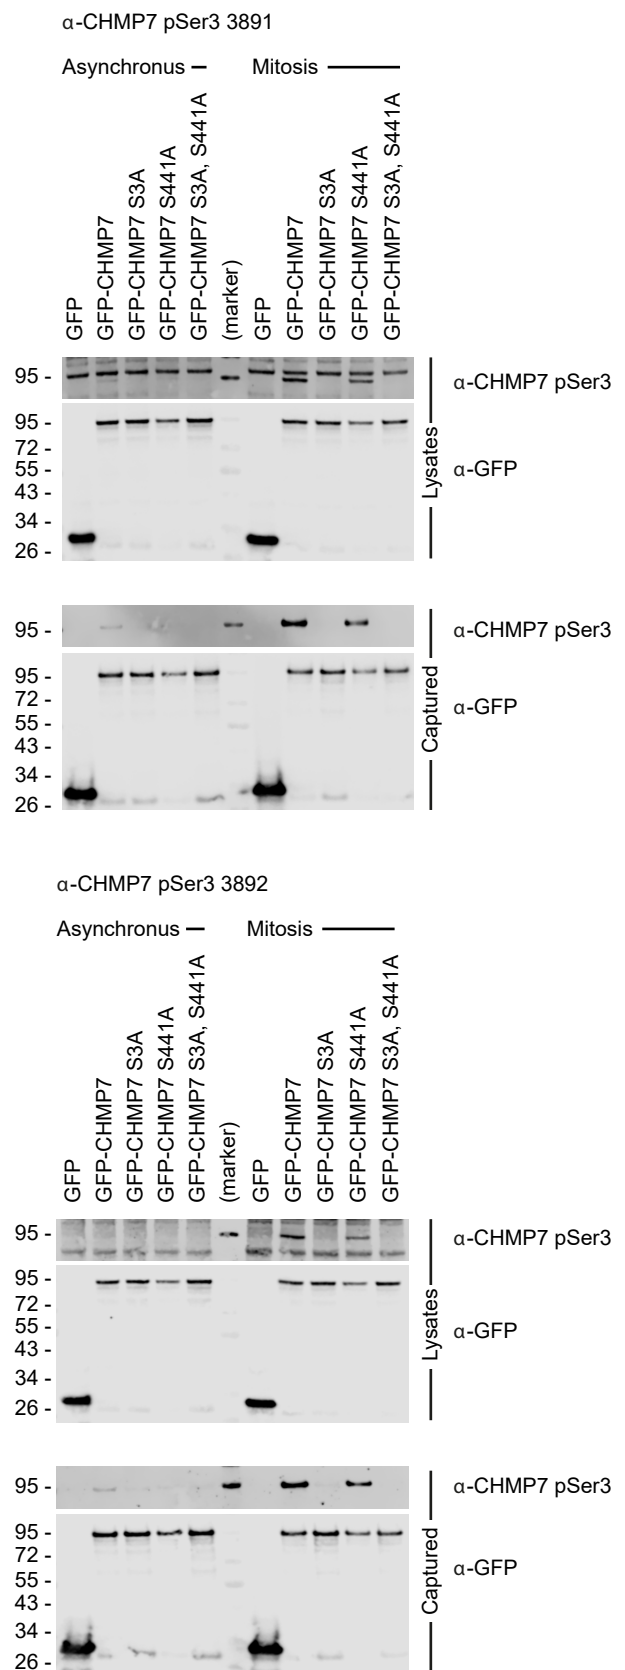 α-CHMP7 pSer3 3891
Asynchronus
Mitosis
GFP
GFP-CHMP7
GFP-CHMP7 S3A
GFP-CHMP7 S441A
GFP-CHMP7 S3A, S441A
(marker)
GFP
GFP-CHMP7
GFP-CHMP7 S3A
GFP-CHMP7 S441A
GFP-CHMP7 S3A, S441A
95 -
α-CHMP7 pSer3
95 -
72 -
55 -
43 -
34 -
26 -
α-GFP
Lysates
95 -
α-CHMP7 pSer3
95 -
72 -
55 -
43 -
34 -
26 -
α-GFP
Captured
α-CHMP7 pSer3 3892
Asynchronus
Mitosis
GFP
GFP-CHMP7
GFP-CHMP7 S3A
GFP-CHMP7 S441A
GFP-CHMP7 S3A, S441A
(marker)
GFP
GFP-CHMP7
GFP-CHMP7 S3A
GFP-CHMP7 S441A
GFP-CHMP7 S3A, S441A
95 -
α-CHMP7 pSer3
95 -
72 -
55 -
43 -
34 -
26 -
α-GFP
Lysates
95 -
α-CHMP7 pSer3
95 -
72 -
55 -
43 -
34 -
26 -
α-GFP
Captured